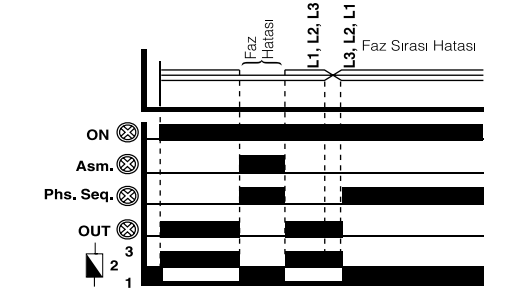 Faz
Hatası
L1, L2, L3
L3, L2, L1
Faz Sırası Hatası
ON
Asm.
Phs. Seq.
OUT
3
2
1